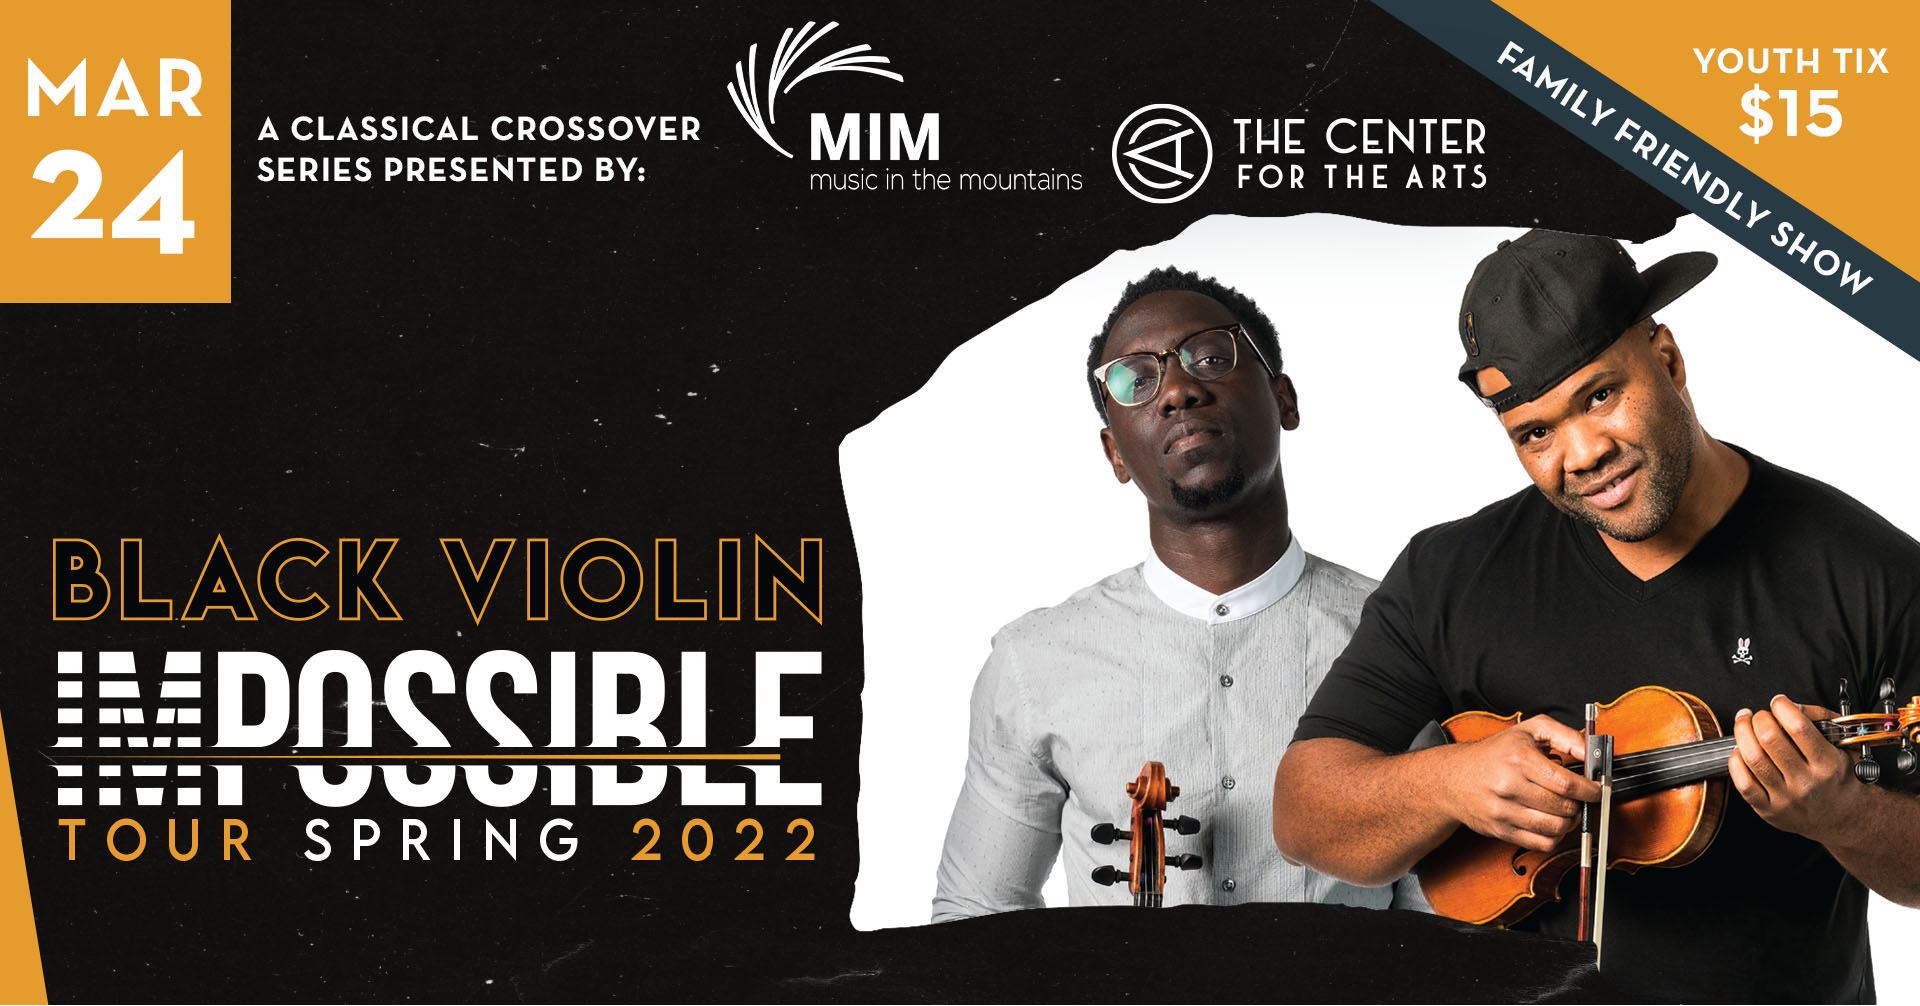 MAR
24
A CLASSICAL CROSSOVER
SERIES PRESENTED BY:
MIM
music in the mountains
THE CENTER
FOR THE ARTS
FAMILY FRIENDLY SHOW
YOUTH TIX
$15
BLACK VIOLIN
IMPOSSIBLE
TOUR SPRING 2022